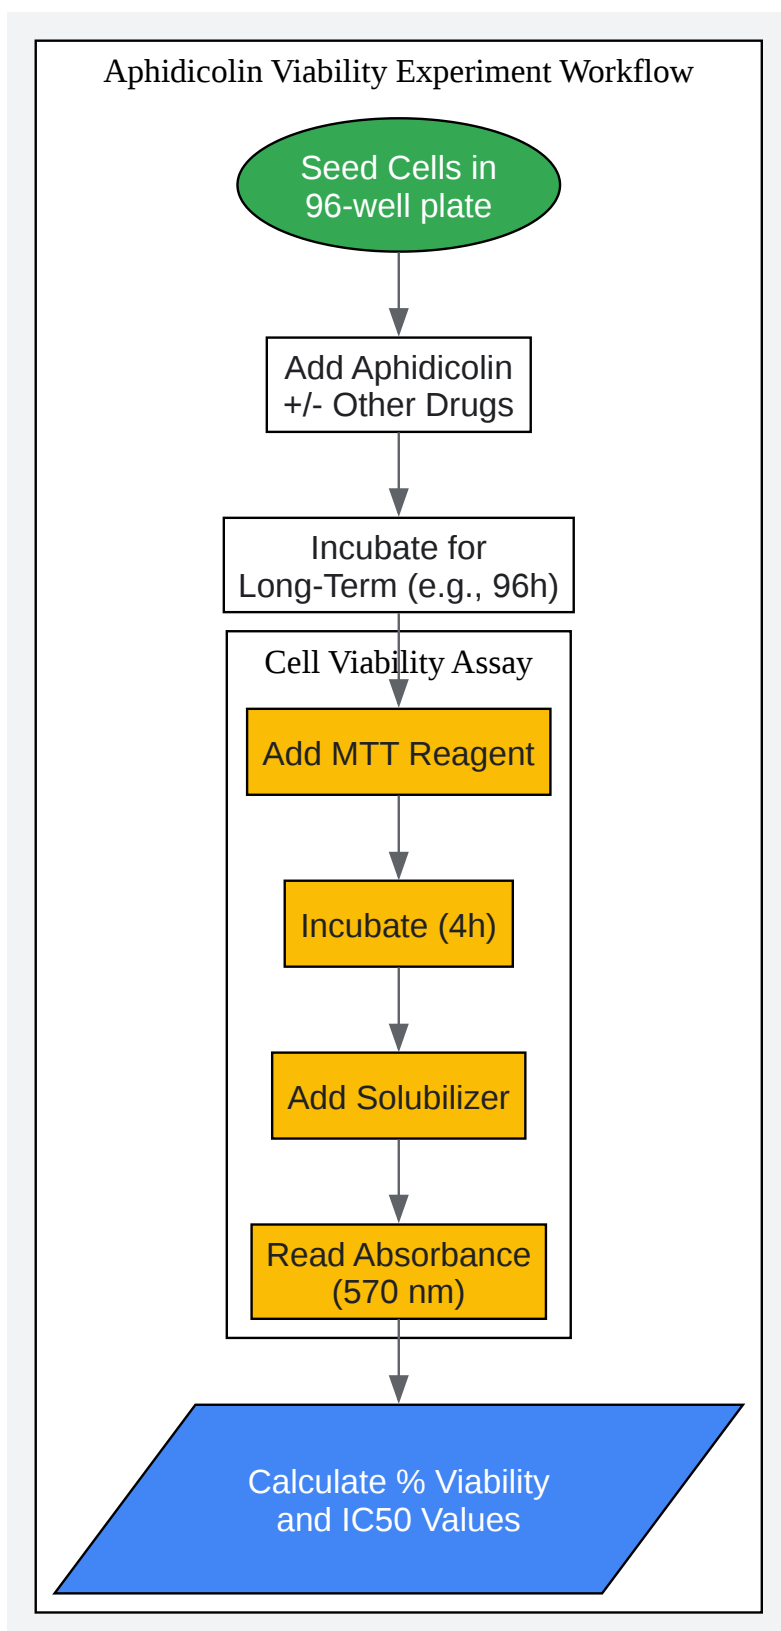 Aphidicolin Viability Experiment Workflow
Seed Cells in
96-well plate
Add Aphidicolin
+/- Other Drugs
Incubate for
Long-Term (e.g., 96h)
Cell Viability Assay
Add MTT Reagent
Incubate (4h)
Add Solubilizer
Read Absorbance
(570 nm)
Calculate % Viability
and IC50 Values